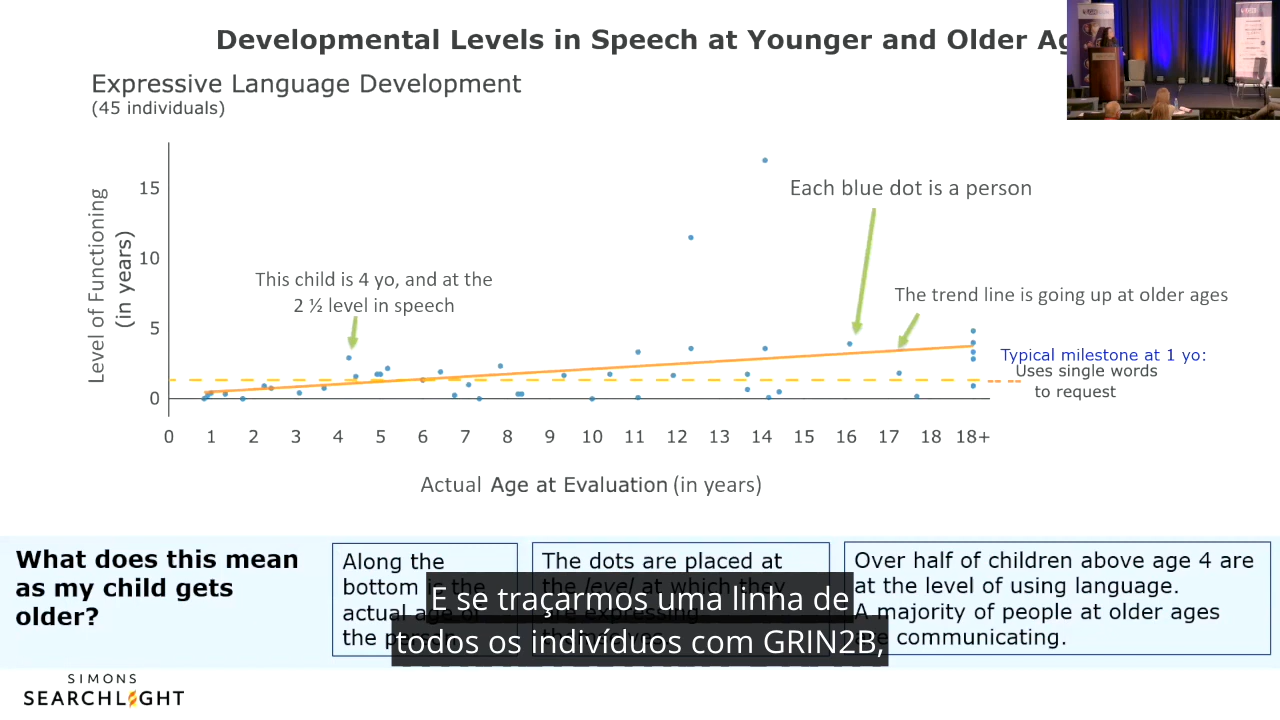 Developmental Levels in Speech at Younger and Older Ag
Expressive Language Development
(45 individuals)
Level of Functioning
(in years)
15
10
5
0
Each blue dot is a person
This child is 4 yo, and at the
2 ½ level in speech
The trend line is going up at older ages
Typical milestone at 1 yo:
Uses single words
to request
0 1 2 3 4 5 6 7 8 9 10 11 12 13 14 15 16 17 18 18+
Actual Age at Evaluation (in years)
What does this mean
as my child gets
older?
Along the
bottom is the
actual age of
the
The dots are placed at
the level at which they
are expressing
Over half of children above age 4 are
at the level of using language.
A majority of people at older ages
communicating.
E se traçarmos uma linha de
todos os indivíduos com GRIN2B,
SIMONS
SEARCHLIGHT